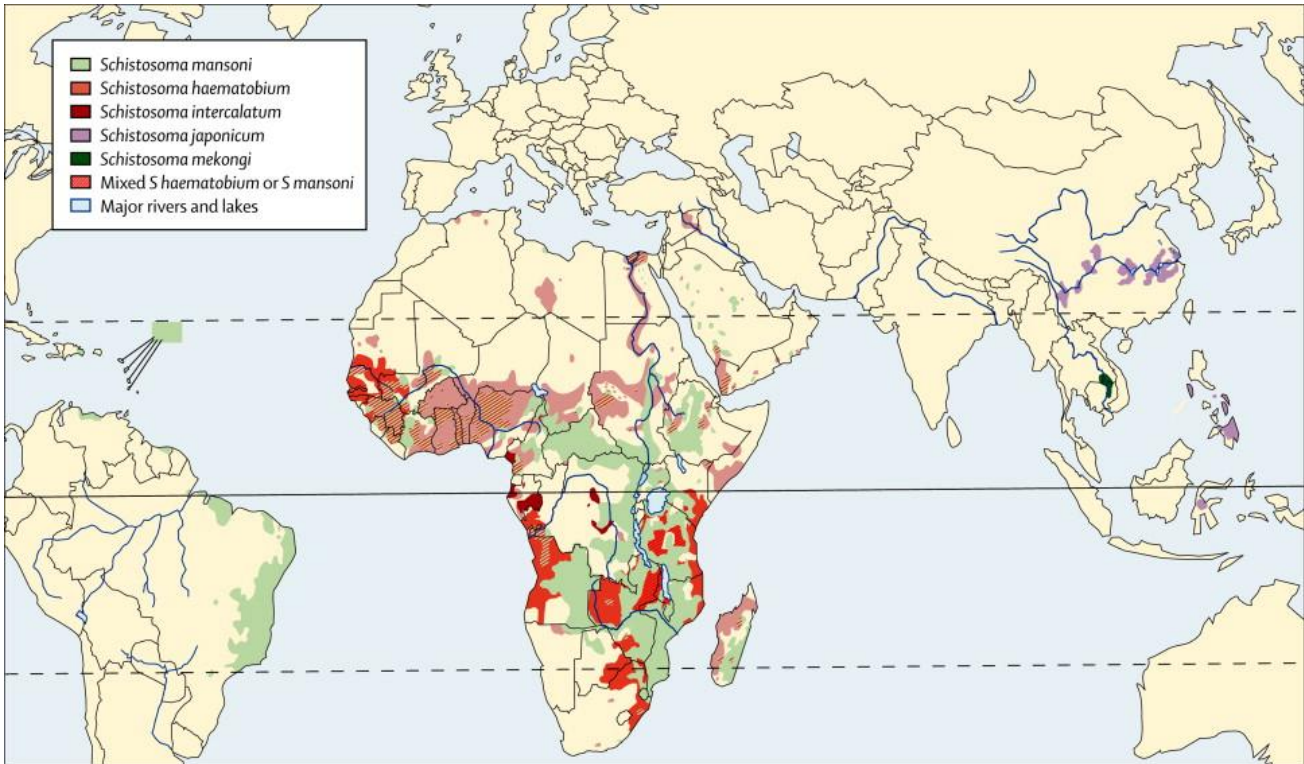 Schistosoma mansoni
Schistosoma haematobium
Schistosoma intercalatum
Schistosoma japonicum
Schistosoma mekongi
Mixed S haematobium or S mansoni
Major rivers and lakes